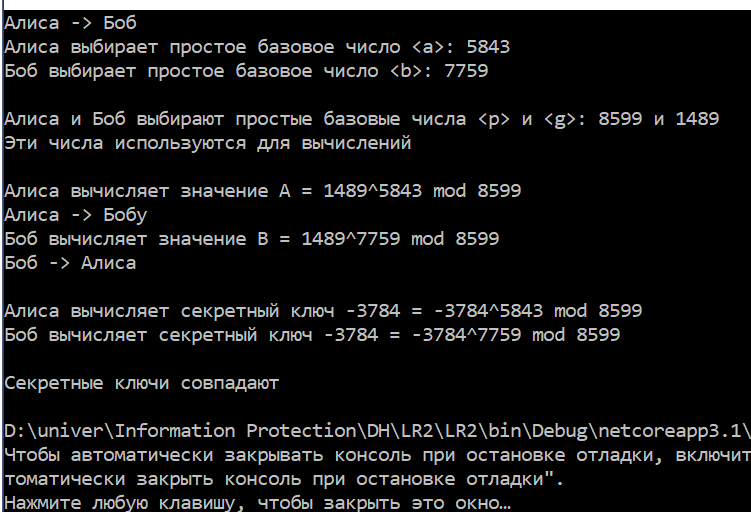 Алиса -> Боб
Алиса выбирает простое базовое число <a>: 5843
Боб выбирает простое базовое число <b>: 7759
Алиса и Боб выбирают простые базовые числа <p> и <g>: 8599 и 1489
Эти числа используются для вычислений
Алиса вычисляет значение A = 1489^5843 mod 8599
Алиса -> Бобу
Боб вычисляет значение B = 1489^7759 mod 8599
Боб -> Алиса
Алиса вычисляет секретный ключ -3784 = -3784^5843 mod 8599
Боб вычисляет секретный ключ -3784 = -3784^7759 mod 8599
Секретные ключи совпадают
D:\univer\Information Protection\DH\LR2\LR2\bin\Debug\netcoreapp3.1\
Чтобы автоматически закрывать консоль при остановке отладки, включит
томатически закрыть консоль при остановке отладки".
Нажмите любую клавишу, чтобы закрыть это окно…